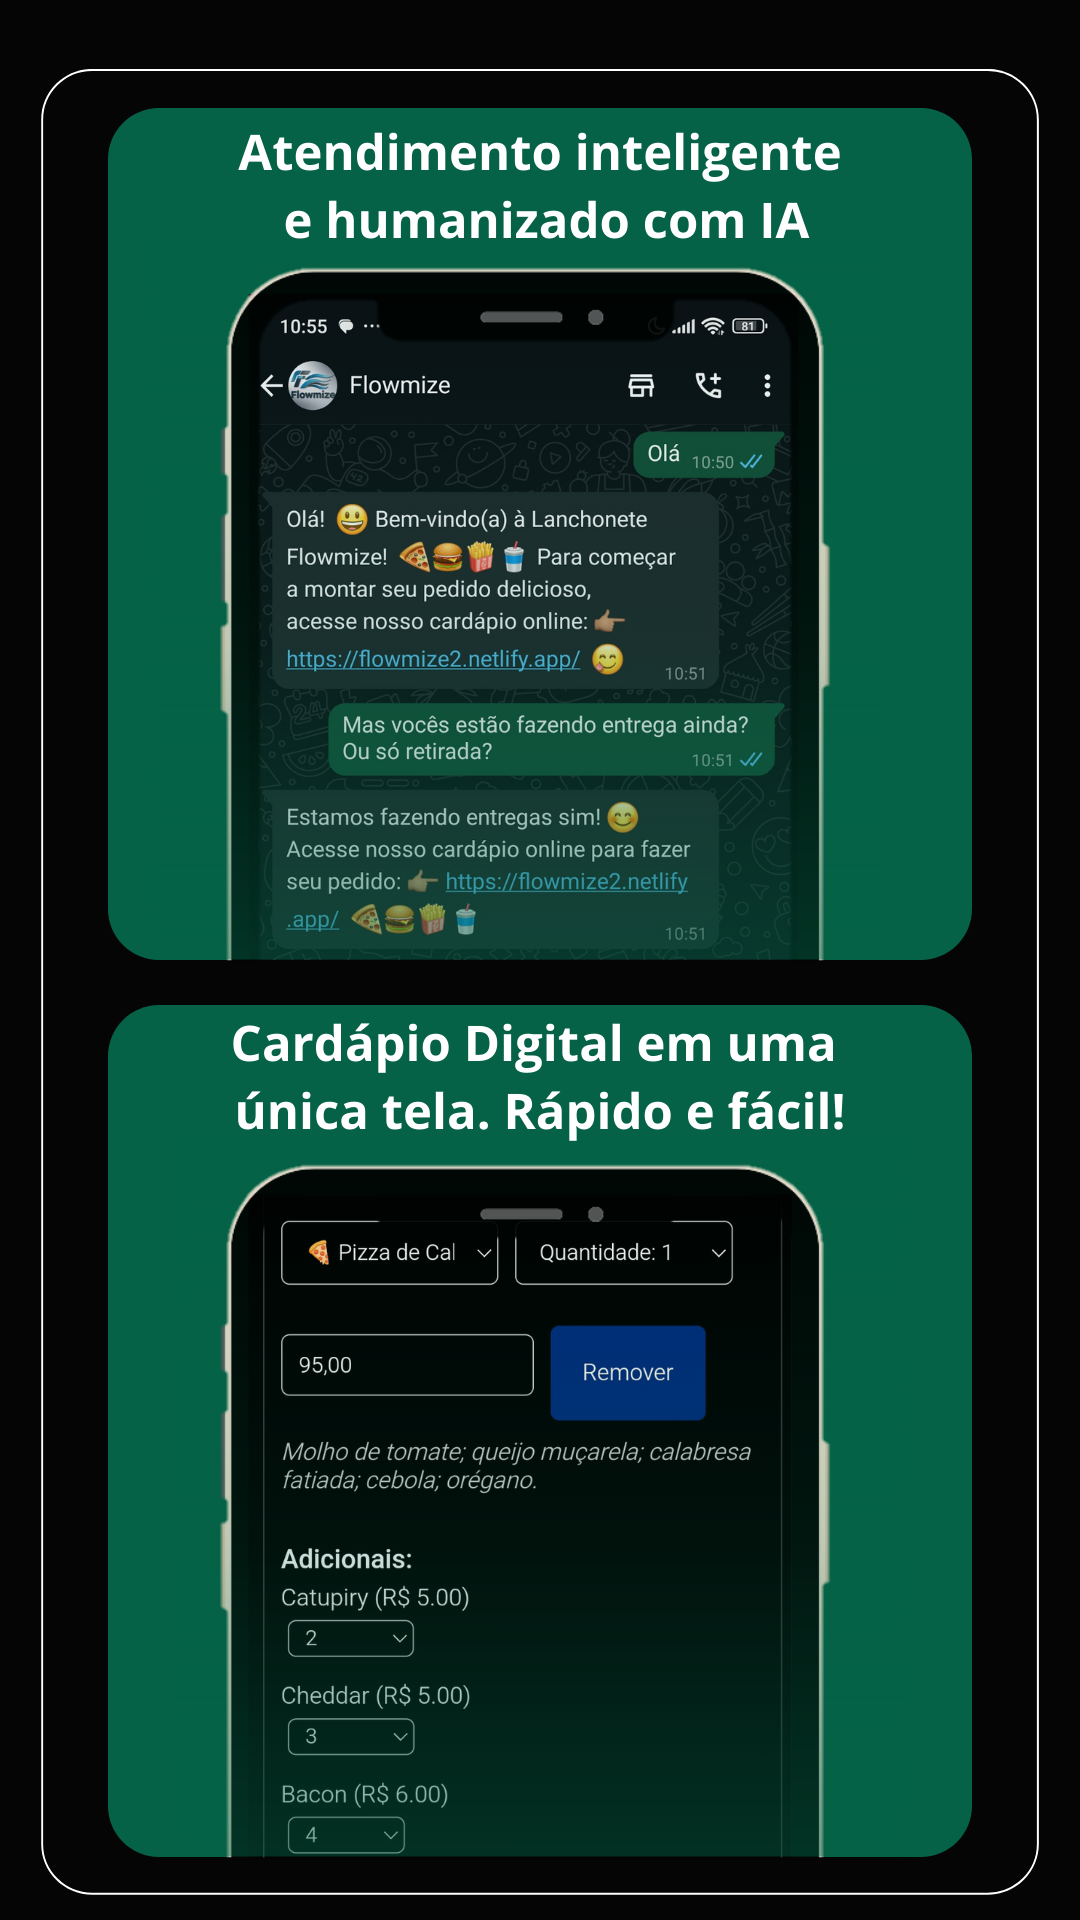 Atendimento inteligente
e humanizado com IA
10:55 81
Flowmize Flowmize
Olá 10:50
Olá! 😃 Bem-vindo(a) à Lanchonete
Flowmize! 🍕🍔🍟🥤 Para começar
a montar seu pedido delicioso,
acesse nosso cardápio online: 👉🏽
https://flowmize2.netlify.app/ 😋 10:51
Mas vocês estão fazendo entrega ainda?
Ou só retirada? 10:51
Estamos fazendo entregas sim! 😊
Acesse nosso cardápio online para fazer
seu pedido: 👉🏽 https://flowmize2.netlify
.app/ 🍕🍔🍟🥤 10:51
Cardápio Digital em uma
única tela. Rápido e fácil!
🍕 Pizza de Cal Quantidade: 1
95,00 Remover
Molho de tomate; queijo muçarela; calabresa
fatiada; cebola; orégano.
Adicionais:
Catupiry (R$ 5.00)
2
Cheddar (R$ 5.00)
3
Bacon (R$ 6.00)
4